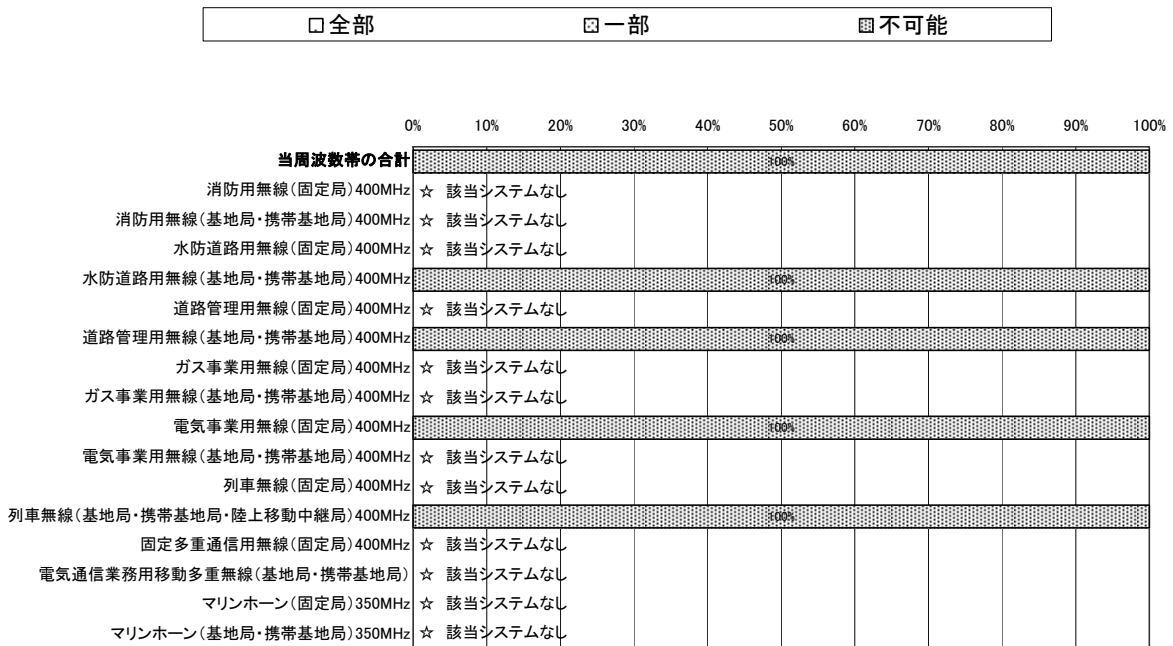 全部 一部 不可能
0% 10% 20% 30% 40% 50% 60% 70% 80% 90% 100%
当周波数帯の合計 100%
消防用無線(固定局)400MHz ☆ 該当システムなし
消防用無線(基地局・携帯基地局)400MHz ☆ 該当システムなし
水防道路用無線(固定局)400MHz ☆ 該当システムなし
水防道路用無線(基地局・携帯基地局)400MHz 100%
道路管理用無線(固定局)400MHz ☆ 該当システムなし
道路管理用無線(基地局・携帯基地局)400MHz 100%
ガス事業用無線(固定局)400MHz ☆ 該当システムなし
ガス事業用無線(基地局・携帯基地局)400MHz ☆ 該当システムなし
電気事業用無線(固定局)400MHz 100%
電気事業用無線(基地局・携帯基地局)400MHz ☆ 該当システムなし
列車無線(固定局)400MHz ☆ 該当システムなし
列車無線(基地局・携帯基地局・陸上移動中継局)400MHz 100%
固定多重通信用無線(固定局)400MHz ☆ 該当システムなし
電気通信業務用移動多重無線(基地局・携帯基地局) ☆ 該当システムなし
マリンホーン(固定局)350MHz ☆ 該当システムなし
マリンホーン(基地局・携帯基地局)350MHz ☆ 該当システムなし